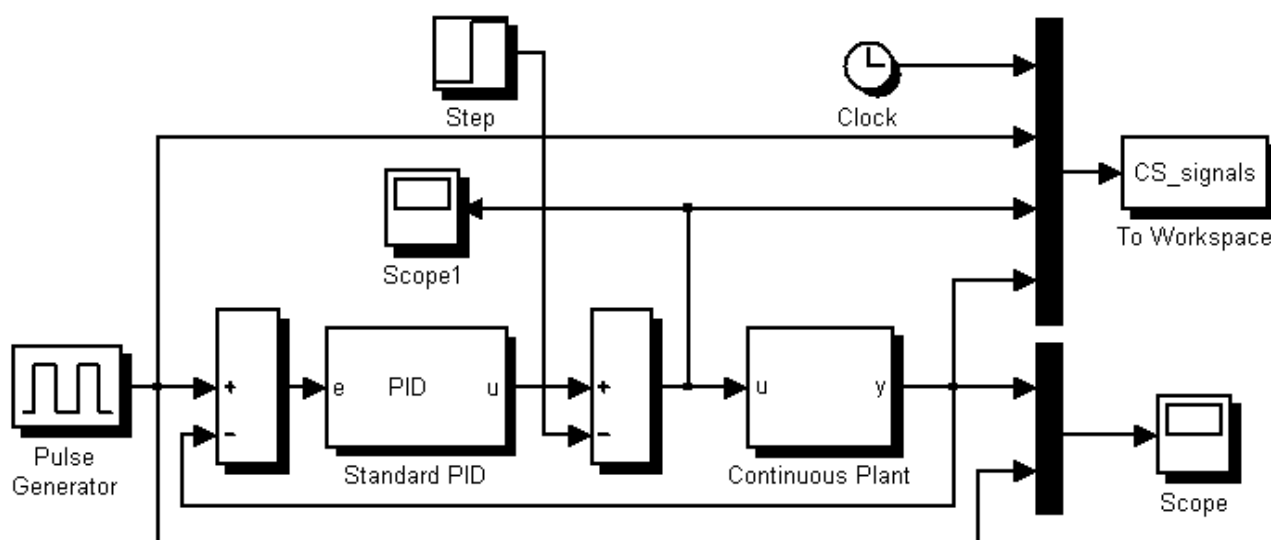 Step
Clock
CS_signals
To Workspace
Scope1
+
−
e PID u
+
−
u y
Pulse
Generator
Standard PID
Continuous Plant
Scope